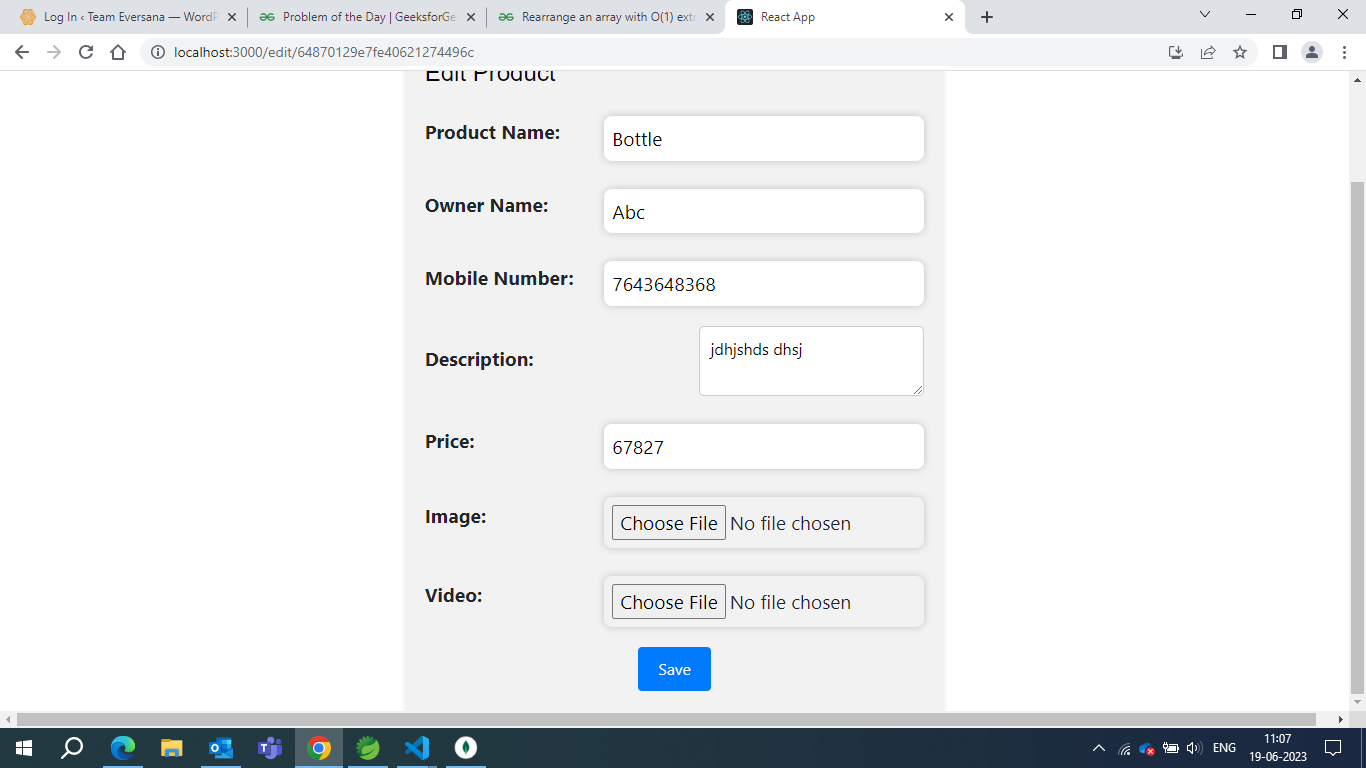 Log In ‹ Team Eversana — WordP
Problem of the Day | GeeksforGe
Rearrange an array with O(1) extr
React App
localhost:3000/edit/64870129e7fe40621274496c
Edit Product
Product Name:
Bottle
Owner Name:
Abc
Mobile Number:
7643648368
Description:
jdhjshds dhsj
Price:
67827
Image:
Choose File No file chosen
Video:
Choose File No file chosen
Save
ENG
11:07
19-06-2023